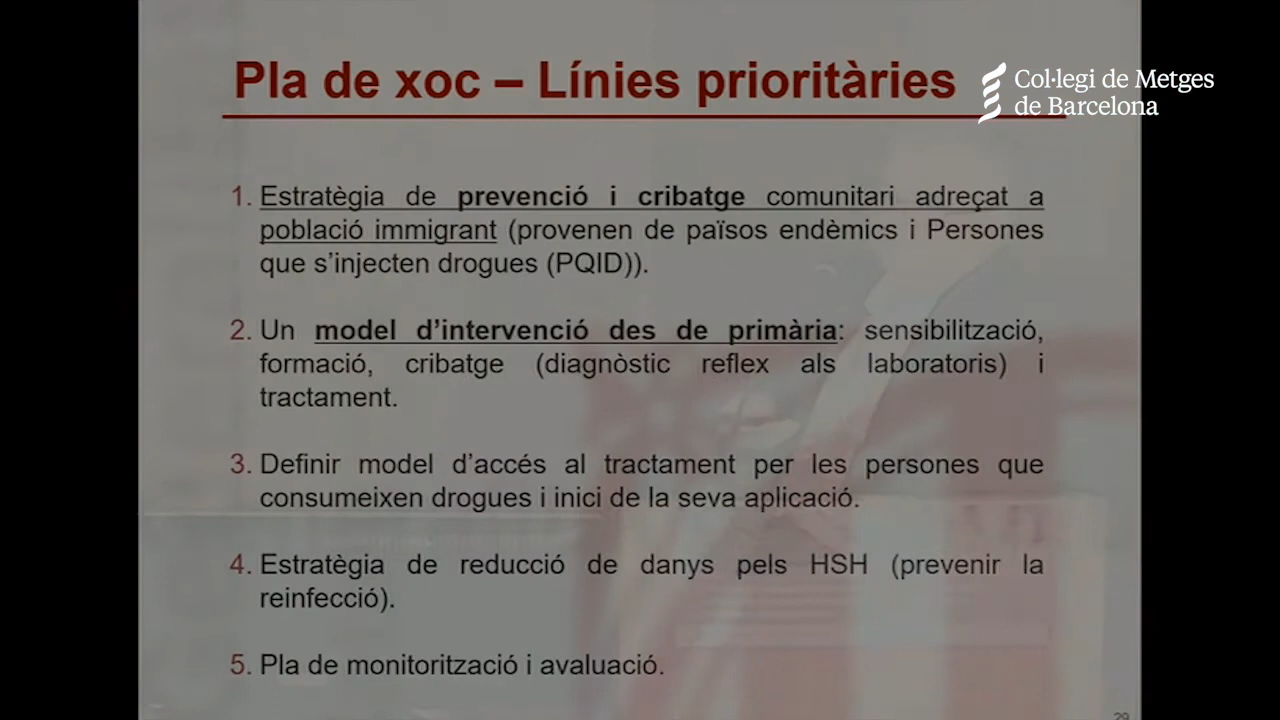 Pla de xoc – Línies prioritàries
Col·legi de Metges
de Barcelona
1. Estratègia de prevenció i cribatge comunitari adreçat a
població immigrant (provenen de països endèmics i Persones
que s’injecten drogues (PQID)).
2. Un model d’intervenció des de primària: sensibilització,
formació, cribatge (diagnòstic reflex als laboratoris) i
tractament.
3. Definir model d’accés al tractament per les persones que
consumeixen drogues i inici de la seva aplicació.
4. Estratègia de reducció de danys pels HSH (prevenir la
reinfecció).
5. Pla de monitorització i avaluació.